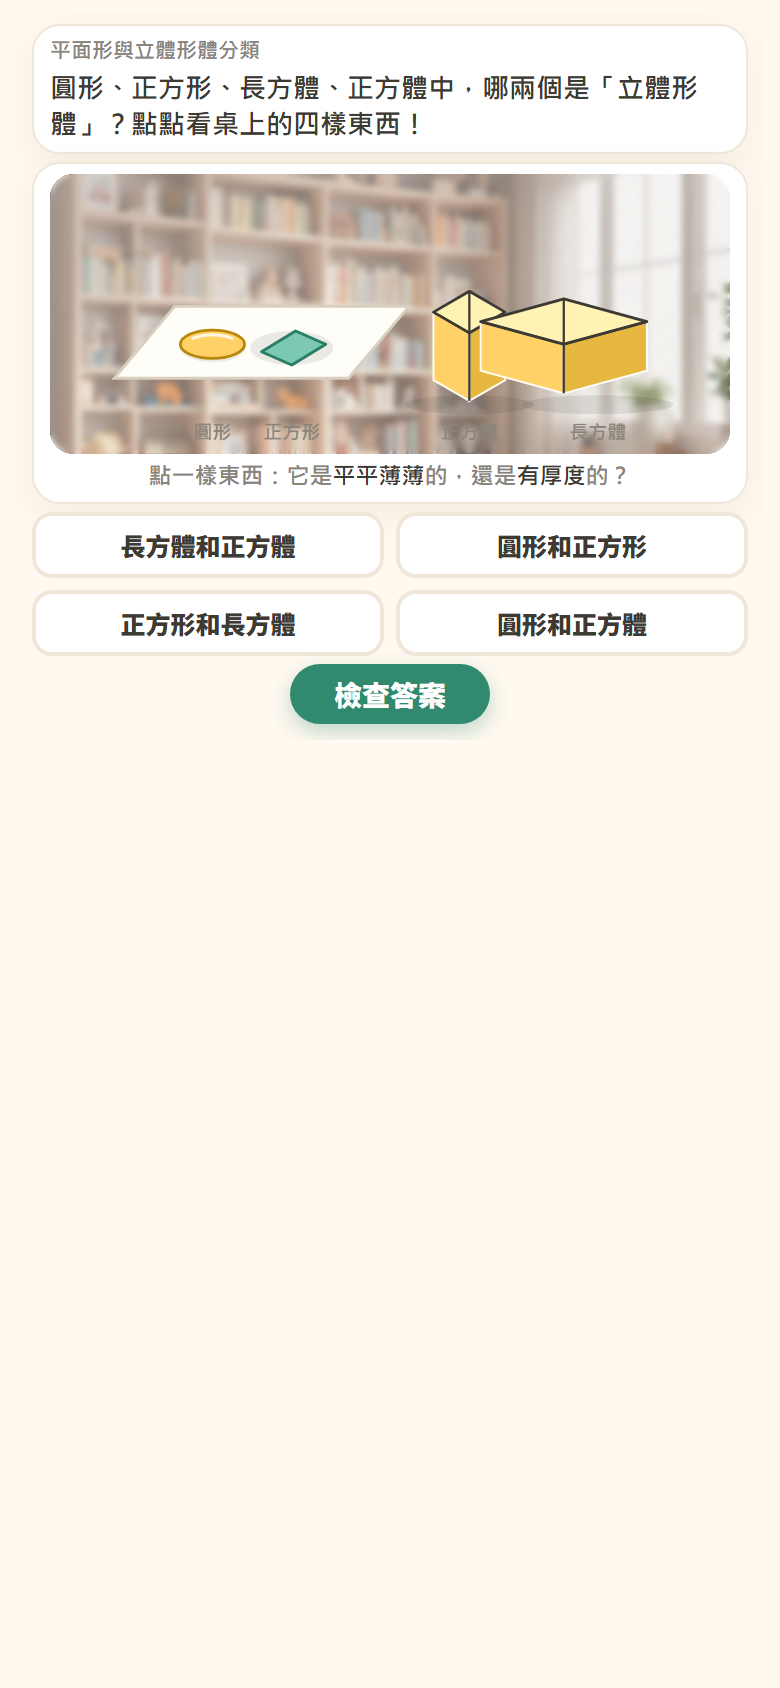 平面形與立體形體分類
圓形、正方形、長方體、正方體中，哪兩個是「立體形
體」？點點看桌上的四樣東西！
圓形 正方形 正方體 長方體
點一樣東西：它是平平薄薄的，還是有厚度的？
長方體和正方體
圓形和正方形
正方形和長方體
圓形和正方體
檢查答案